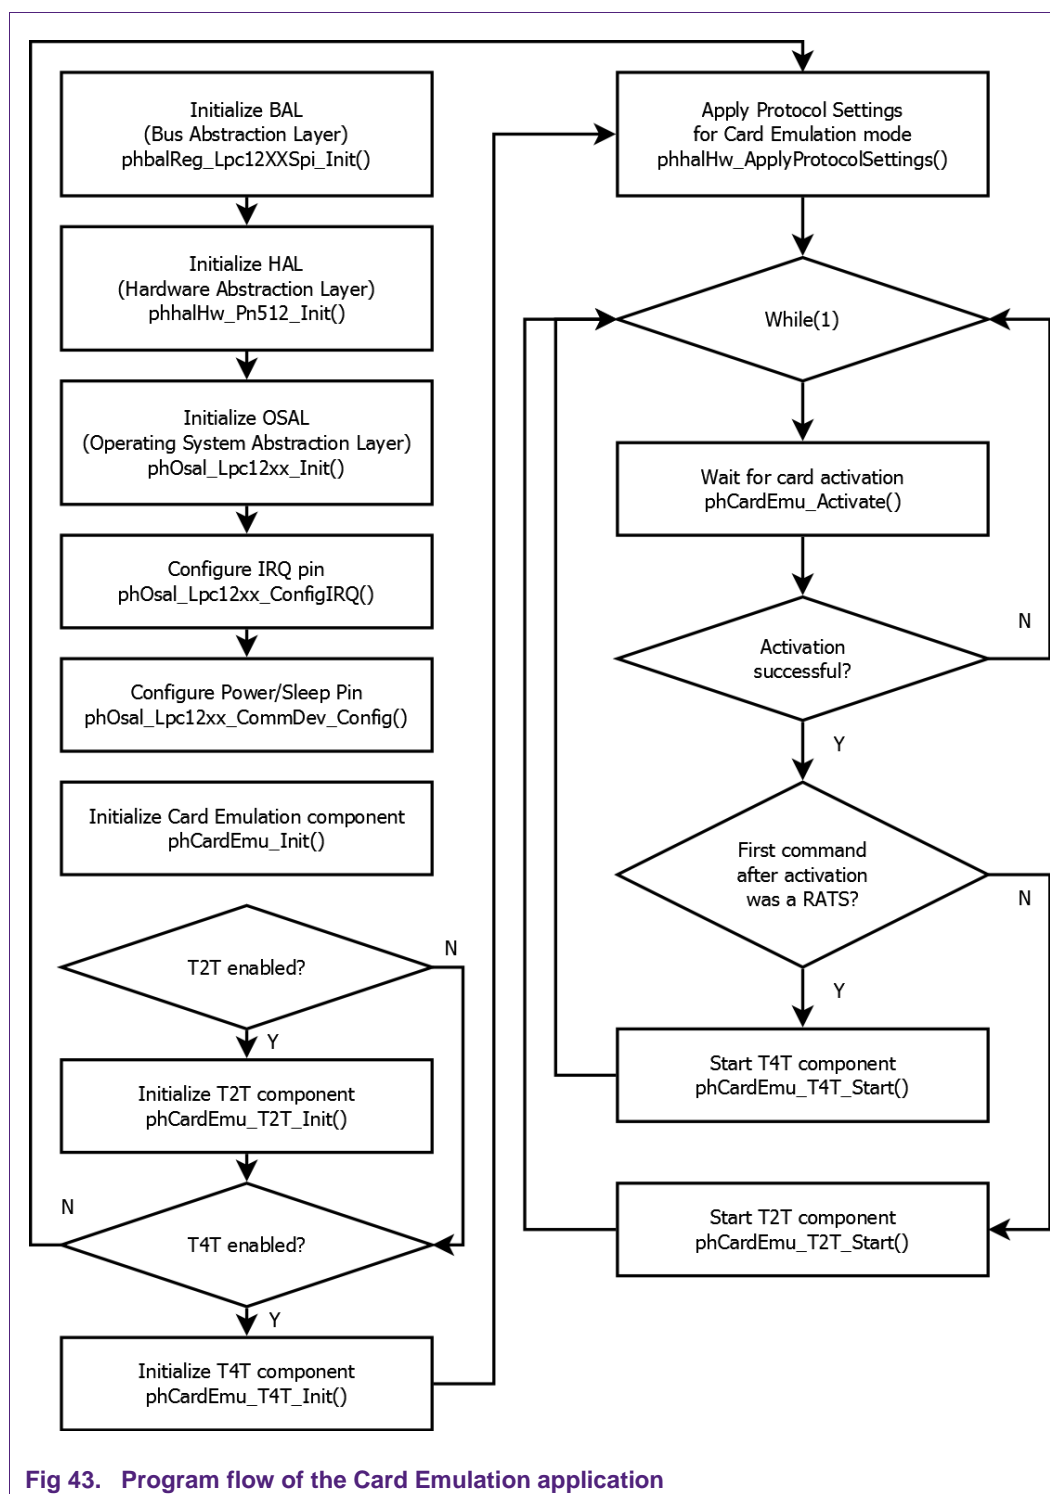 Initialize BAL
(Bus Abstraction Layer)
phbalReg_Lpc12XXSpi_Init()
Initialize HAL
(Hardware Abstraction Layer)
phhalHw_Pn512_Init()
Initialize OSAL
(Operating System Abstraction Layer)
phOsal_Lpc12xx_Init()
Configure IRQ pin
phOsal_Lpc12xx_ConfigIRQ()
Configure Power/Sleep Pin
phOsal_Lpc12xx_CommDev_Config()
Initialize Card Emulation component
phCardEmu_Init()
T2T enabled?
N
Y
Initialize T2T component
phCardEmu_T2T_Init()
N
T4T enabled?
Y
Initialize T4T component
phCardEmu_T4T_Init()
Apply Protocol Settings
for Card Emulation mode
phhalHw_ApplyProtocolSettings()
While(1)
Wait for card activation
phCardEmu_Activate()
Activation
successful?
N
Y
First command
after activation
was a RATS?
N
Y
Start T4T component
phCardEmu_T4T_Start()
Start T2T component
phCardEmu_T2T_Start()
Fig 43. Program flow of the Card Emulation application